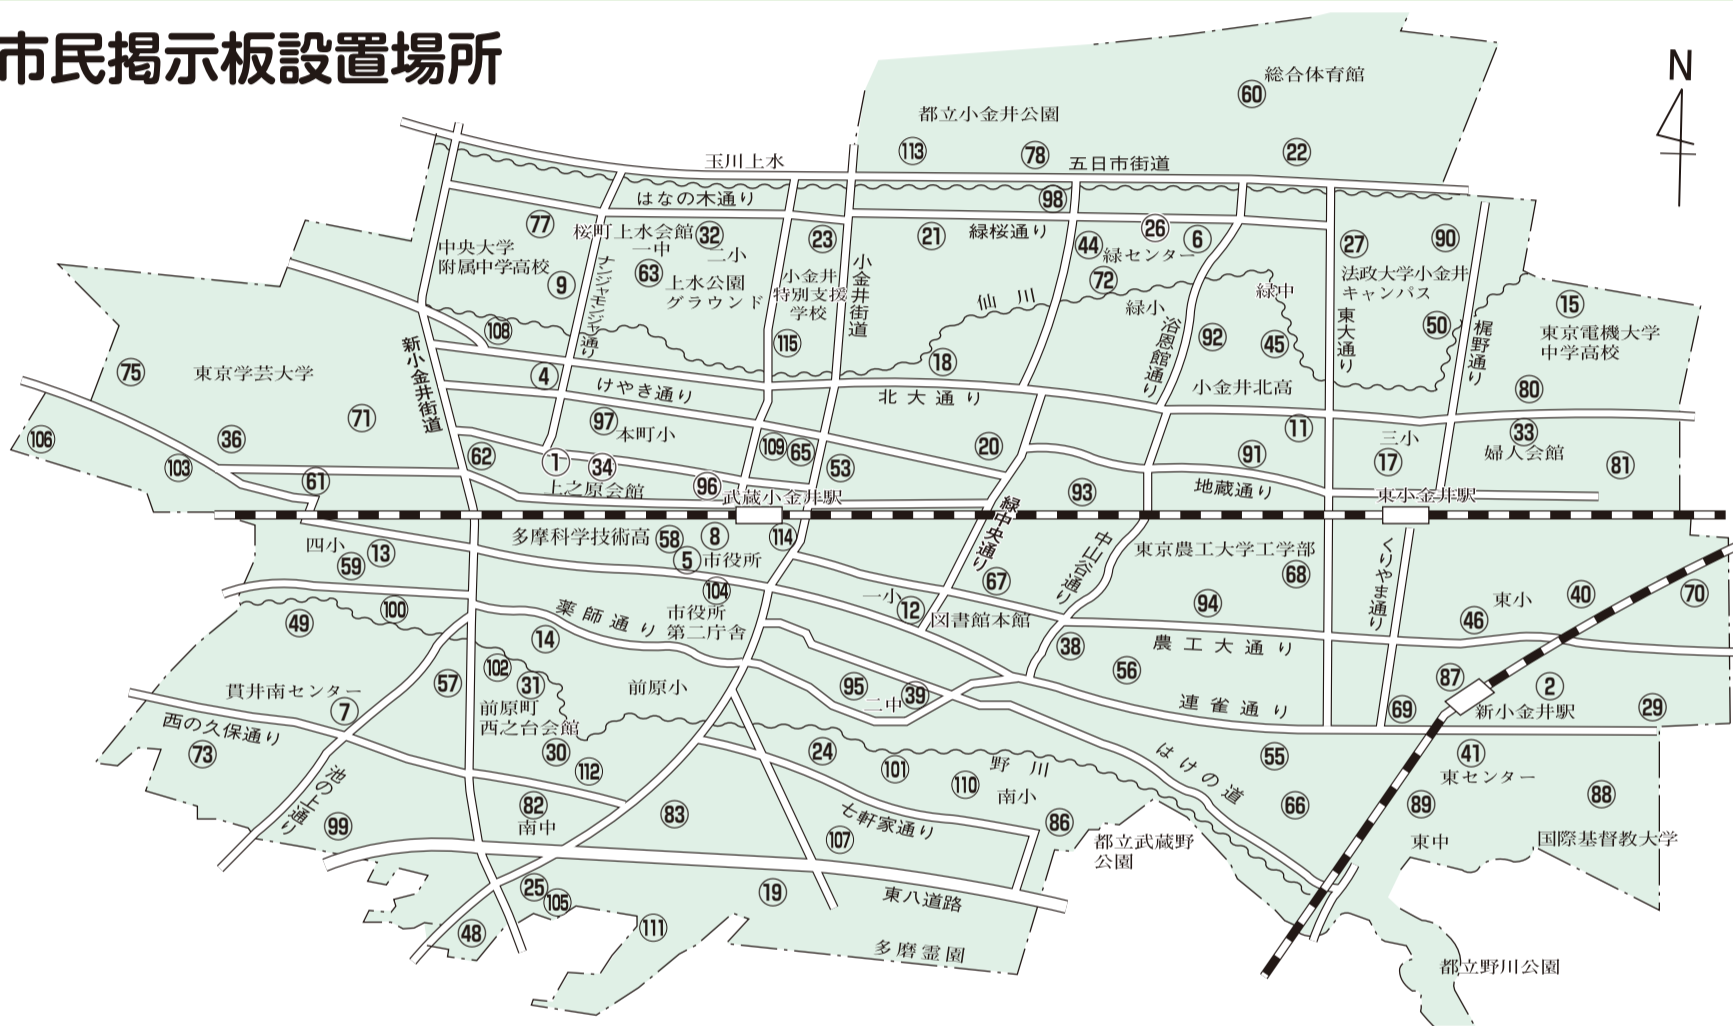 市民掲示板設置場所
N
総合体育館
60
都立小金井公園
113
78
22
玉川上水
五日市街道
はなの木通り
98
77
桜町上水会館
32
23
21
緑桜通り
44
26
6
27
90
中央大学
附属中学高校
一中
二小
63
9
上水公園
グラウンド
小金井
特別支援
学校
小金井街道
緑センター
72
法政大学小金井
キャンパス
仙川
緑小
緑中
15
ナンジャモンジャ通り
108
115
18
浴恩館通り
92
45
東大通り
50
梶野通り
東京電機大学
中学高校
新小金井街道
75
東京学芸大学
4
けやき通り
北大通り
小金井北高
80
71
97
本町小
11
33
婦人会館
106
36
103
61
62
1
34
上之原会館
96
109
65
53
20
91
三小
17
81
93
地蔵通り
武蔵小金井駅
東小金井駅
四小
13
59
多摩科学技術高
58
8
114
5
市役所
緑中央通り
67
中山谷通り
東京農工大学工学部
68
くりやま通り
104
49
100
薬師通り
市役所
第二庁舎
一小
12
図書館本館
94
東小
46
40
70
14
38
農工大通り
57
102
31
前原小
95
二中
39
56
87
2
貫井南センター
7
前原町
西之台会館
連雀通り
69
新小金井駅
29
西の久保通り
73
30
112
24
101
野川
110
南小
はけの道
55
41
東センター
池の上通り
99
82
南中
83
七軒家通り
86
66
89
88
107
都立武蔵野
公園
東中
国際基督教大学
25
105
19
東八道路
48
111
多磨霊園
都立野川公園